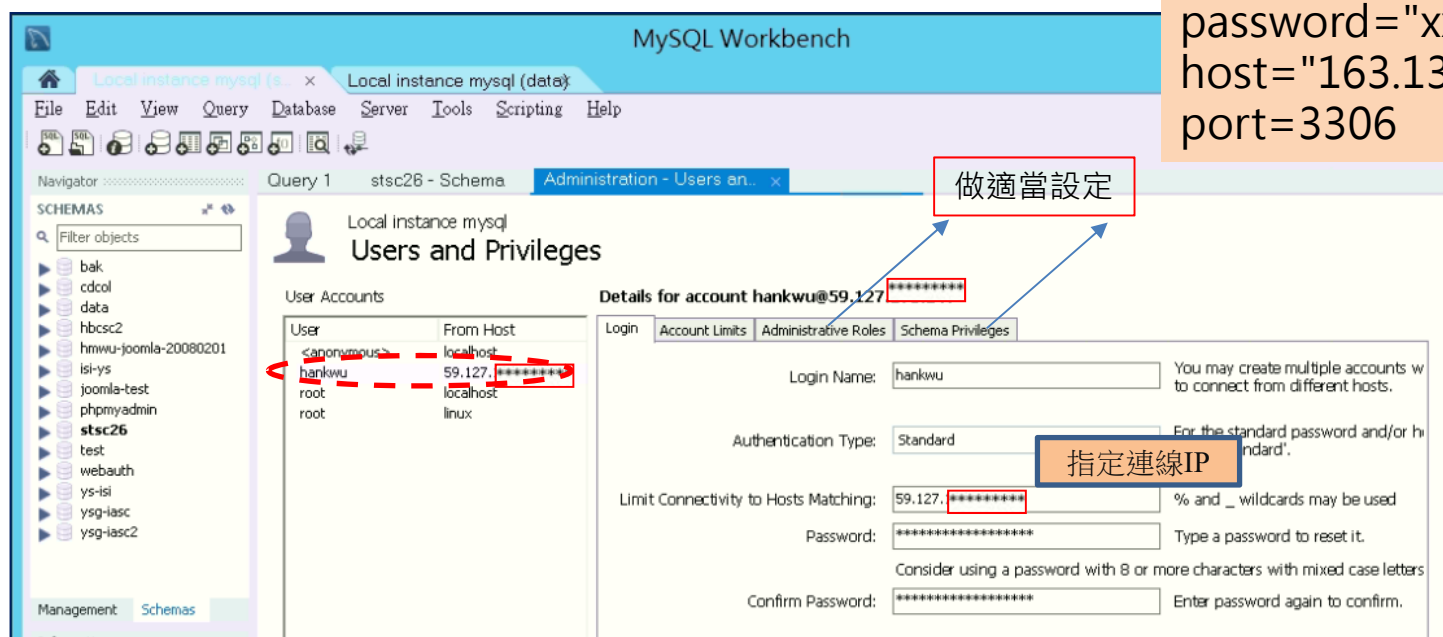 password="x
host="163.13
port=3306
MySQL Workbench
Local instance mysql (s... × Local instance mysql (data) ×
File Edit View Query Database Server Tools Scripting Help
Navigator
Query 1 stsc26 - Schema Administration - Users an.. ×
做適當設定
SCHEMAS
Filter objects
bak
cdcol
data
hbcsc2
hmwu-joomla-20080201
isi-ys
joomla-test
phpmyadmin
stsc26
test
webauth
ys-isi
ysg-iasc
ysg-iasc2
Management Schemas
Local instance mysql
Users and Privileges
User Accounts
User From Host
<anonymous> localhost
hankwu 59.127.*********
root localhost
root linux
Details for account hankwu@59.127.*********
Login Account Limits Administrative Roles Schema Privileges
Login Name: hankwu
You may create multiple accounts w
to connect from different hosts.
Authentication Type: Standard
For the standard password and/or h
ndard'.
指定連線IP
Limit Connectivity to Hosts Matching: 59.127.*********
% and _ wildcards may be used
Password: ******************
Type a password to reset it.
Consider using a password with 8 or more characters with mixed case letters
Confirm Password: ******************
Enter password again to confirm.